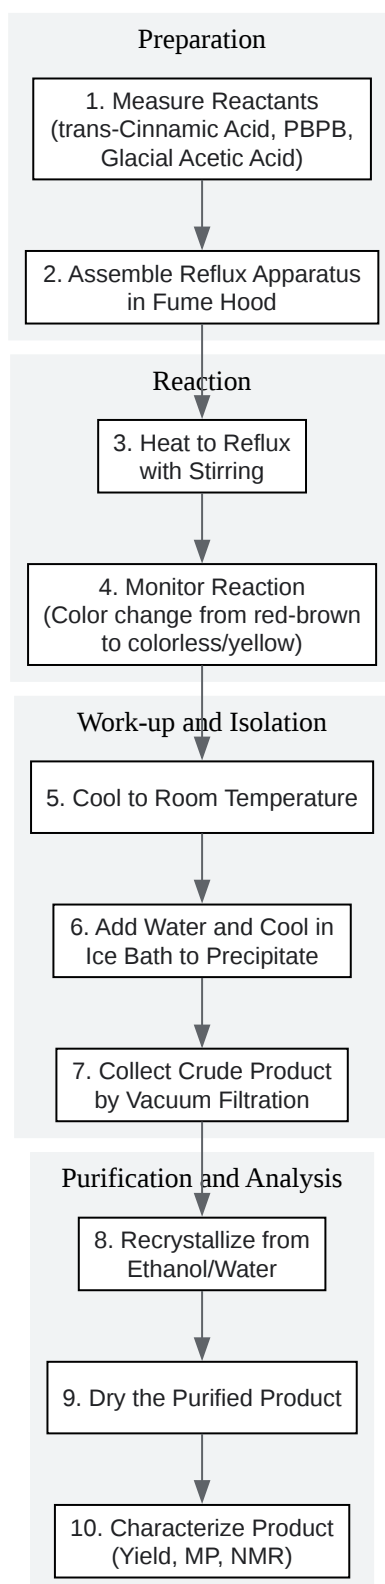 Preparation
1. Measure Reactants
(trans-Cinnamic Acid, PBPB,
Glacial Acetic Acid)
2. Assemble Reflux Apparatus
in Fume Hood
Reaction
3. Heat to Reflux
with Stirring
4. Monitor Reaction
(Color change from red-brown
to colorless/yellow)
Work-up and Isolation
5. Cool to Room Temperature
6. Add Water and Cool in
Ice Bath to Precipitate
7. Collect Crude Product
by Vacuum Filtration
Purification and Analysis
8. Recrystallize from
Ethanol/Water
9. Dry the Purified Product
10. Characterize Product
(Yield, MP, NMR)